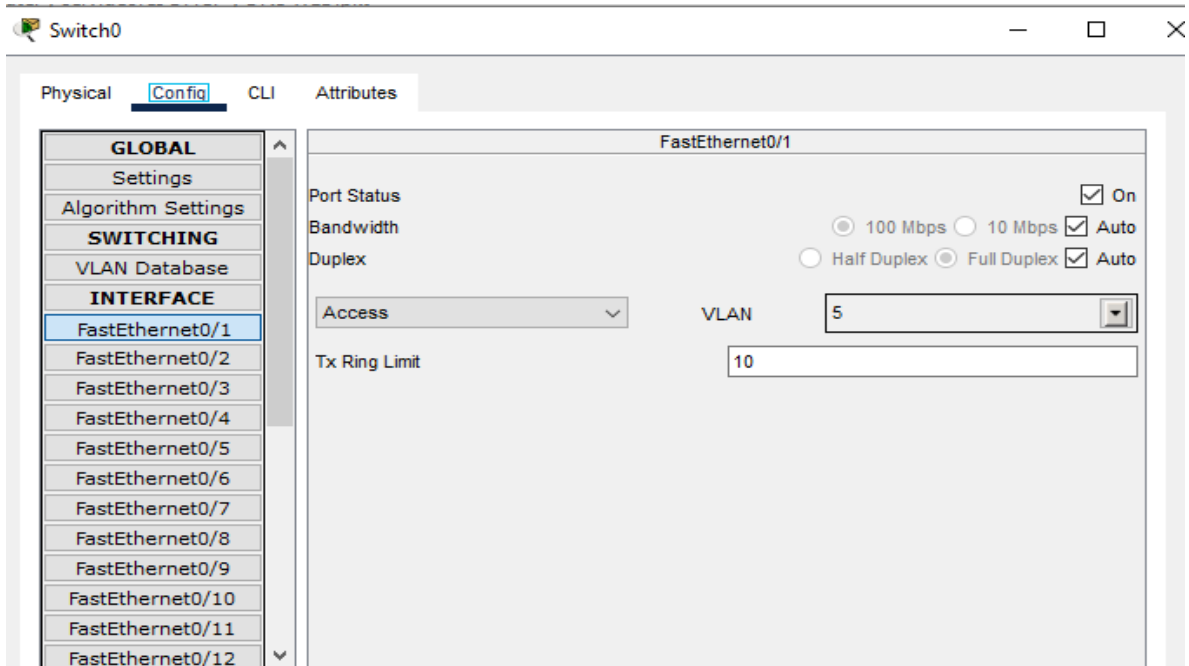 Switch0
Physical Config CLI Attributes
GLOBAL
Settings
Algorithm Settings
SWITCHING
VLAN Database
INTERFACE
FastEthernet0/1
FastEthernet0/2
FastEthernet0/3
FastEthernet0/4
FastEthernet0/5
FastEthernet0/6
FastEthernet0/7
FastEthernet0/8
FastEthernet0/9
FastEthernet0/10
FastEthernet0/11
FastEthernet0/12
FastEthernet0/1
Port Status On
Bandwidth 100 Mbps 10 Mbps Auto
Duplex Half Duplex Full Duplex Auto
Access VLAN 5
Tx Ring Limit 10